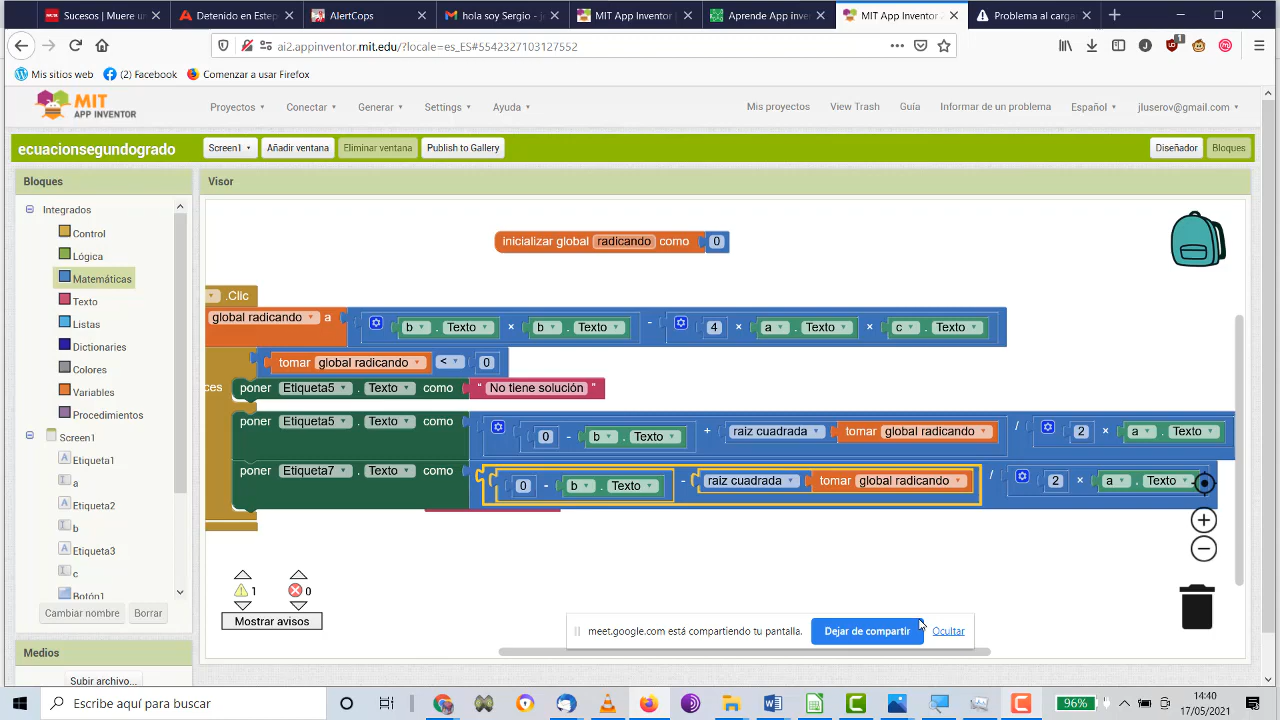 Sucesos | Muere un
Detenido en Estep
AlertCops
hola soy Sergio - j
MIT App Inventor
Aprende App inve
MIT App Inventor
Problema al carga
ai2.appinventor.mit.edu/?locale=es_ES#5542327103127552
Mis sitios web
(2) Facebook
Comenzar a usar Firefox
MIT
APP INVENTOR
Proyectos
Conectar
Generar
Settings
Ayuda
Mis proyectos
View Trash
Guía
Informar de un problema
Español
jluserov@gmail.com
ecuacionsegundogrado
Screen1
Añadir ventana
Eliminar ventana
Publish to Gallery
Diseñador
Bloques
Bloques
Visor
Integrados
Control
Lógica
Matemáticas
Texto
Listas
Dictionaries
Colores
Variables
Procedimientos
Screen1
Etiqueta1
a
Etiqueta2
b
Etiqueta3
c
Botón1
Cambiar nombre
Borrar
Medios
Subir archivo...
inicializar global radicando como 0
.Clic
global radicando a b . Texto × b . Texto - 4 × a . Texto × c . Texto
tomar global radicando < 0
ces poner Etiqueta5 . Texto como " No tiene solución "
poner Etiqueta5 . Texto como 0 - b . Texto + raiz cuadrada tomar global radicando / 2 × a . Texto
poner Etiqueta7 . Texto como 0 - b . Texto - raiz cuadrada tomar global radicando / 2 × a . Texto
1
0
Mostrar avisos
meet.google.com está compartiendo tu pantalla.
Dejar de compartir
Ocultar
Escribe aquí para buscar
96%
14:40
17/05/2021